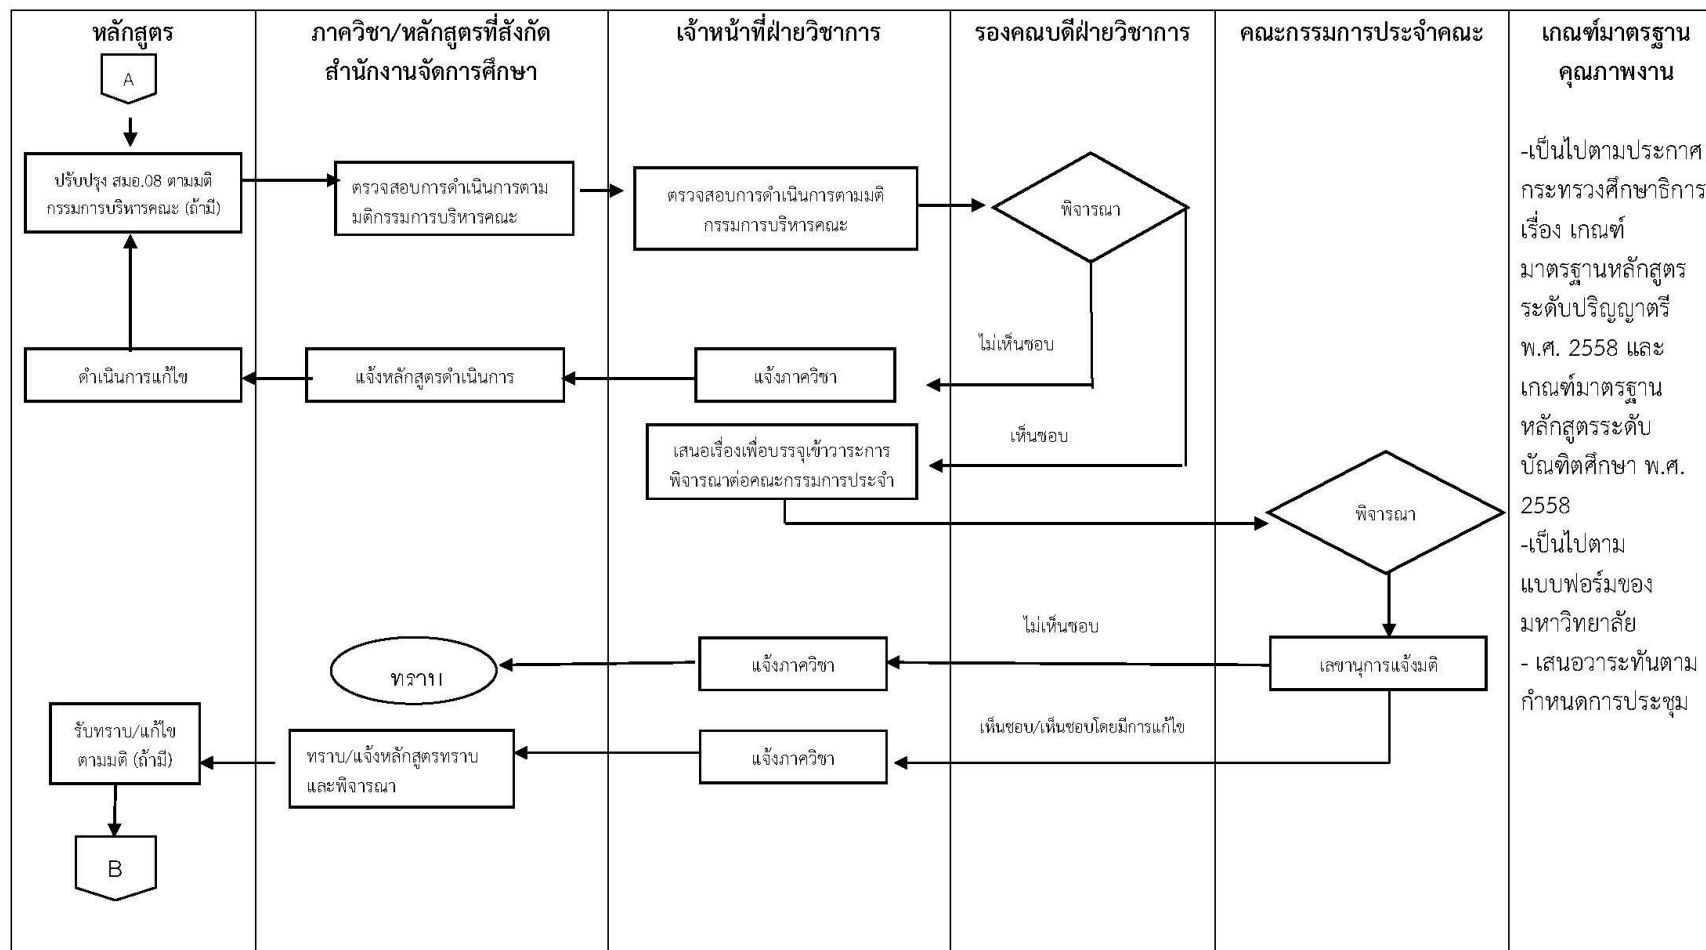 หลักสูตร
ภาควิชา/หลักสูตรที่สังกัด
สำนักงานจัดการศึกษา
เจ้าหน้าที่ฝ่ายวิชาการ
รองคณบดีฝ่ายวิชาการ
คณะกรรมการประจำคณะ
เกณฑ์มาตรฐาน
คุณภาพงาน
A
ปรับปรุง สมอ.08 ตามมติ
กรรมการบริหารคณะ (ถ้ามี)
ตรวจสอบการดำเนินการตาม
มติกรรมการบริหารคณะ
ตรวจสอบการดำเนินการตามมติ
กรรมการบริหารคณะ
พิจารณา
ไม่เห็นชอบ
ดำเนินการแก้ไข
แจ้งหลักสูตรดำเนินการ
แจ้งภาควิชา
เห็นชอบ
เสนอเรื่องเพื่อบรรจุเข้าวาระการ
พิจารณาต่อคณะกรรมการประจำ
พิจารณา
ไม่เห็นชอบ
ทราบ
แจ้งภาควิชา
เลขานุการแจ้งมติ
เห็นชอบ/เห็นชอบโดยมีการแก้ไข
รับทราบ/แก้ไข
ตามมติ (ถ้ามี)
ทราบ/แจ้งหลักสูตรทราบ
และพิจารณา
แจ้งภาควิชา
B
-เป็นไปตามประกาศ
กระทรวงศึกษาธิการ
เรื่อง เกณฑ์
มาตรฐานหลักสูตร
ระดับปริญญาตรี
พ.ศ. 2558 และ
เกณฑ์มาตรฐาน
หลักสูตรระดับ
บัณฑิตศึกษา พ.ศ.
2558
-เป็นไปตาม
แบบฟอร์มของ
มหาวิทยาลัย
- เสนอวาระทันตาม
กำหนดการประชุม